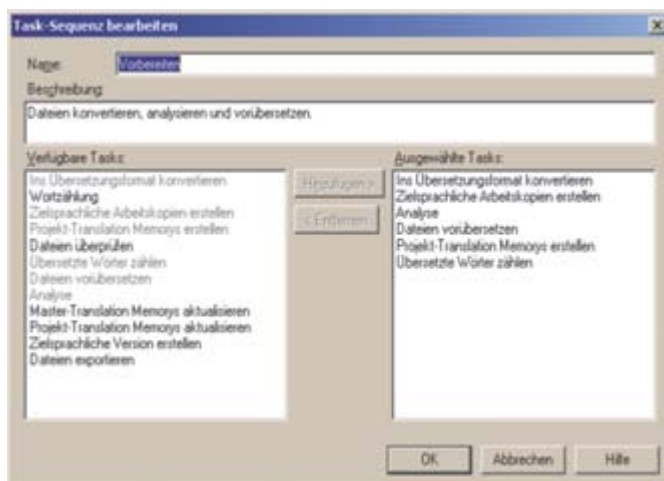 Task-Sequenz bearbeiten
Name:
Vorbereiten
Beschreibung:
Dateien konvertieren, analysieren und vorübersetzen.
Verfügbare Tasks:
Ins Übersetzungsformat konvertieren
Wortzählung
Zielsprachliche Arbeitskopien erstellen
Projekt-Translation Memorys erstellen
Dateien überprüfen
Übersetzte Wörter zählen
Dateien vorübersetzen
Analyse
Master-Translation Memorys aktualisieren
Projekt-Translation Memorys aktualisieren
Zielsprachliche Version erstellen
Dateien exportieren
Hinzufügen >
< Entfernen
Ausgewählte Tasks:
Ins Übersetzungsformat konvertieren
Zielsprachliche Arbeitskopien erstellen
Analyse
Dateien vorübersetzen
Projekt-Translation Memorys erstellen
Übersetzte Wörter zählen
OK Abbrechen Hilfe